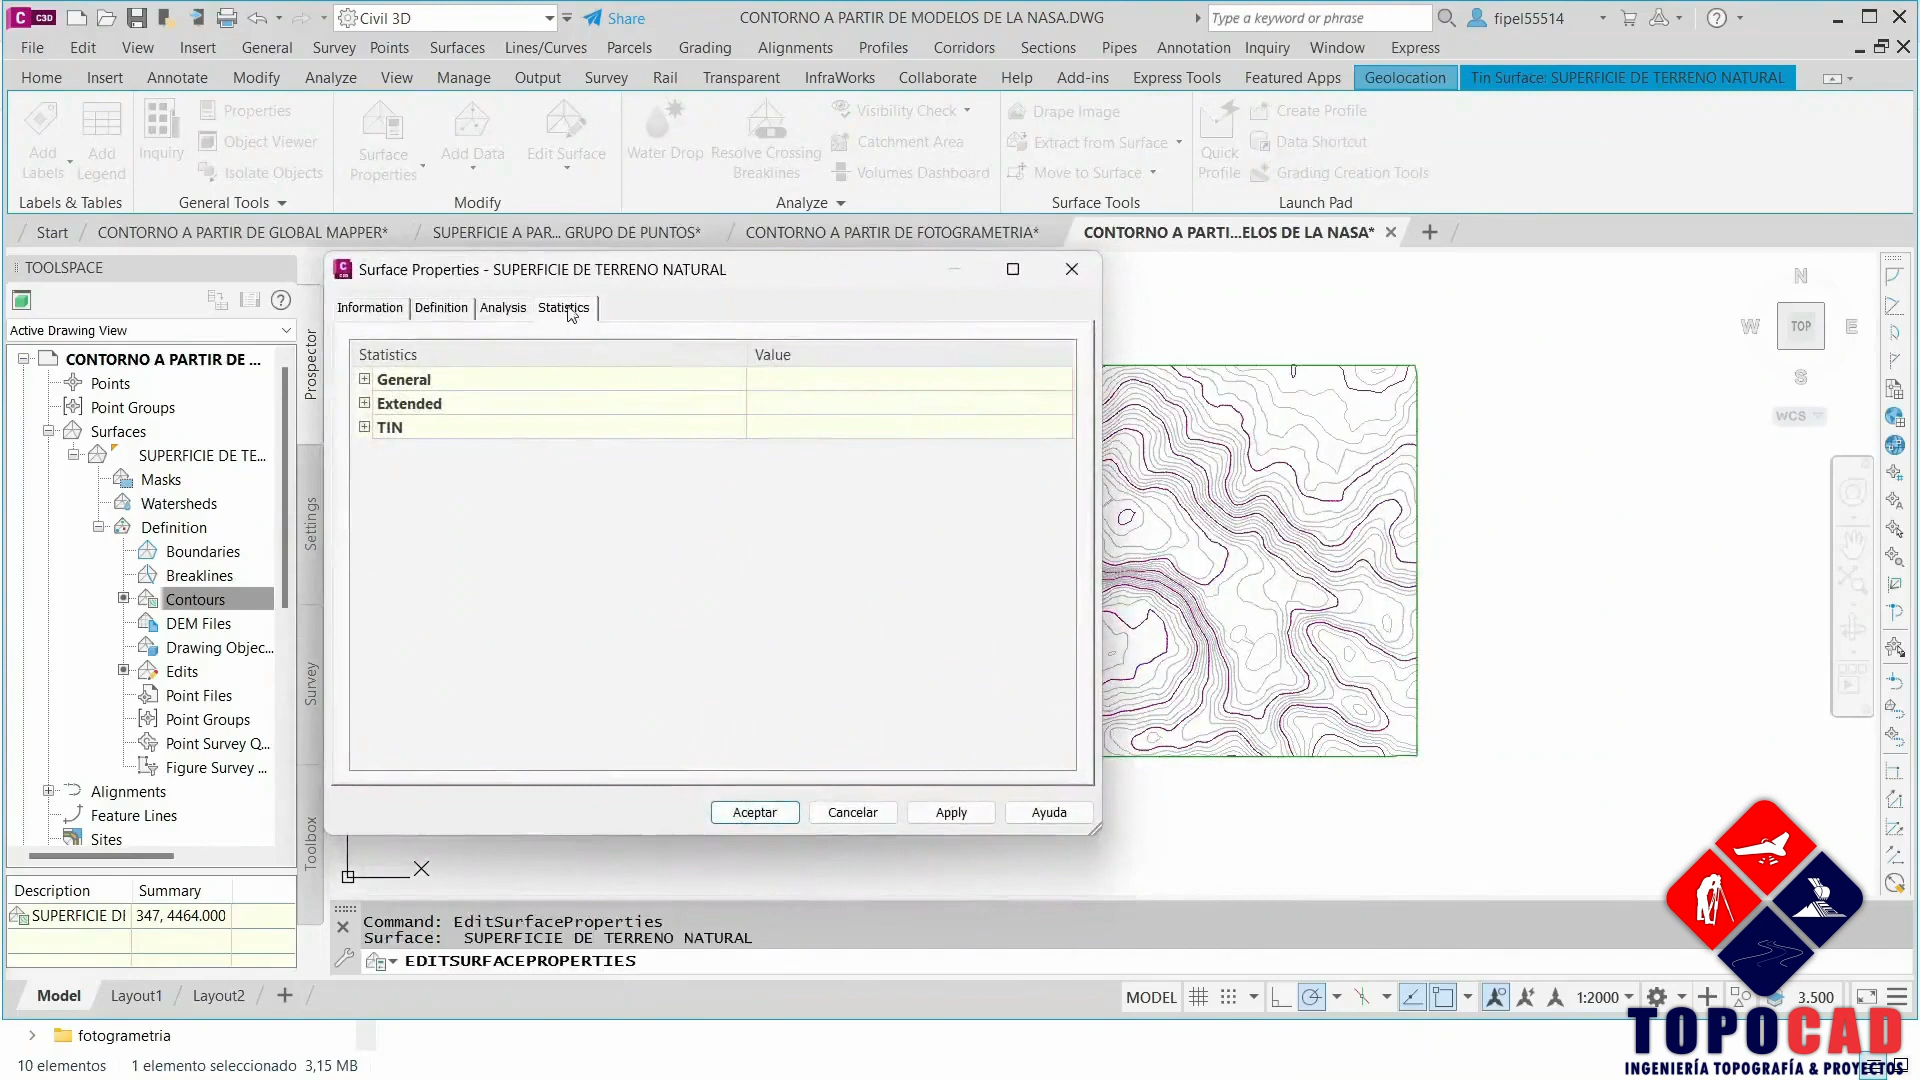 C3D
Civil 3D
Share
CONTORNO A PARTIR DE MODELOS DE LA NASA.DWG
Type a keyword or phrase
fipel55514
File Edit View Insert General Survey Points Surfaces Lines/Curves Parcels Grading Alignments Profiles Corridors Sections Pipes Annotation Inquiry Window Express
Home Insert Annotate Modify Analyze View Manage Output Survey Rail Transparent InfraWorks Collaborate Help Add-ins Express Tools Featured Apps Geolocation Tin Surface: SUPERFICIE DE TERRENO NATURAL
Add Labels
Add Legend
Labels & Tables
Inquiry
Properties
Object Viewer
Isolate Objects
General Tools
Surface Properties
Add Data
Edit Surface
Modify
Water Drop
Resolve Crossing Breaklines
Visibility Check
Catchment Area
Volumes Dashboard
Analyze
Drape Image
Extract from Surface
Move to Surface
Surface Tools
Quick Profile
Create Profile
Data Shortcut
Grading Creation Tools
Launch Pad
Start
CONTORNO A PARTIR DE GLOBAL MAPPER*
SUPERFICIE A PAR... GRUPO DE PUNTOS*
CONTORNO A PARTIR DE FOTOGRAMETRIA*
CONTORNO A PARTI...ELOS DE LA NASA*
TOOLSPACE
Active Drawing View
CONTORNO A PARTIR DE ...
Points
Point Groups
Surfaces
SUPERFICIE DE TE...
Masks
Watersheds
Definition
Boundaries
Breaklines
Contours
DEM Files
Drawing Objec...
Edits
Point Files
Point Groups
Point Survey Q...
Figure Survey ...
Alignments
Feature Lines
Sites
Prospector
Settings
Survey
Toolbox
Description Summary
SUPERFICIE DI 347, 4464.000
Surface Properties - SUPERFICIE DE TERRENO NATURAL
Information Definition Analysis Statistics
Statistics Value
General
Extended
TIN
Aceptar Cancelar Apply Ayuda
N
W TOP E
S
WCS
X
Command: EditSurfaceProperties
Surface: SUPERFICIE DE TERRENO NATURAL
EDITSURFACEPROPERTIES
Model Layout1 Layout2
MODEL
1:2000
3.500
fotogrametria
10 elementos 1 elemento seleccionado 3,15 MB
TOPOCAD
INGENIERÍA TOPOGRAFÍA & PROYECTOS